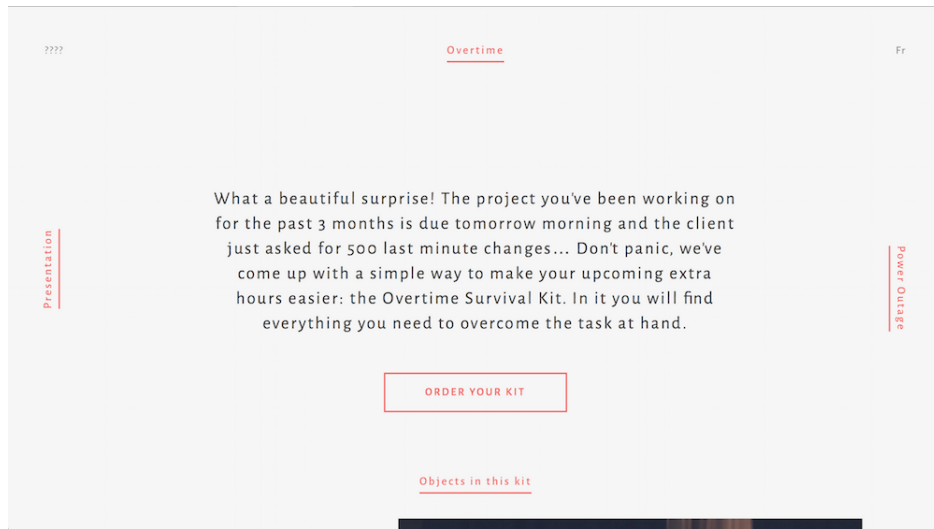 ????
Overtime
Fr
Presentation
What a beautiful surprise! The project you've been working on
for the past 3 months is due tomorrow morning and the client
just asked for 500 last minute changes... Don't panic, we've
come up with a simple way to make your upcoming extra
hours easier: the Overtime Survival Kit. In it you will find
everything you need to overcome the task at hand.
Power Outage
ORDER YOUR KIT
Objects in this kit